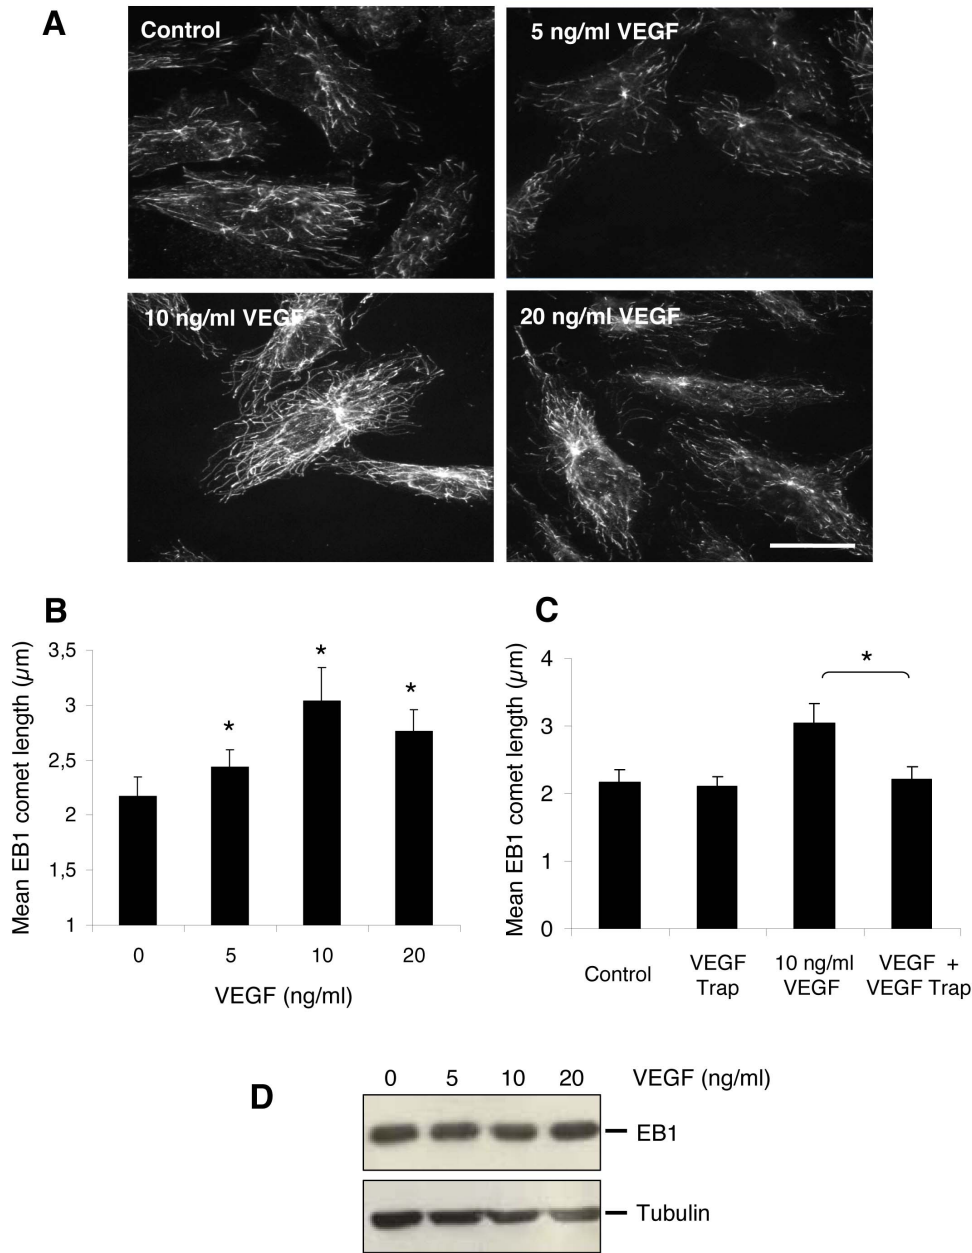 A
Control
5 ng/ml VEGF
10 ng/ml VEGF
20 ng/ml VEGF
B
Mean EB1 comet length (µm)
3,5
3
2,5
2
1,5
1
*
*
*
0 5 10 20
VEGF (ng/ml)
C
Mean EB1 comet length (µm)
4
3
2
1
0
*
Control
VEGF
Trap
10 ng/ml
VEGF
VEGF +
VEGF Trap
D
0 5 10 20 VEGF (ng/ml)
EB1
Tubulin